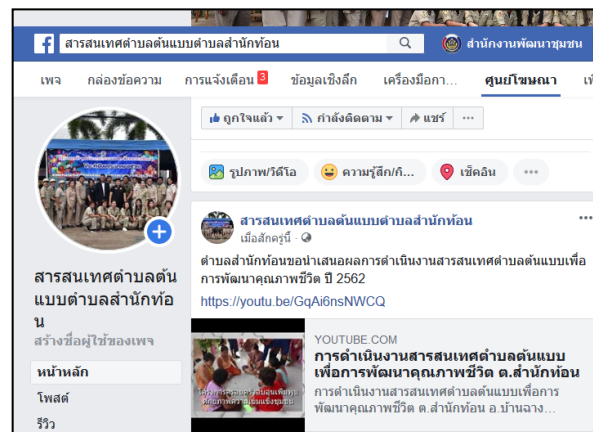 สารสนเทศตำบลต้นแบบตำบลสำนักท้อน
สำนักงานพัฒนาชุมชน
เพจ กล่องข้อความ การแจ้งเตือน 3 ข้อมูลเชิงลึก เครื่องมือกา... ศูนย์โฆษณา
ถูกใจแล้ว กำลังติดตาม แชร์ ...
รูปภาพ/วิดีโอ ความรู้สึก/กิ... เช็คอิน ...
สารสนเทศตำบลต้นแบบตำบลสำนักท้อน ...
เมื่อสักครู่นี้ ·
ตำบลสำนักท้อนขอนำเสนอผลการดำเนินงานสารสนเทศตำบลต้นแบบเพื่อ
การพัฒนาคุณภาพชีวิต ปี 2562
https://youtu.be/GqAi6nsNWCQ
สารสนเทศตำบลต้น
แบบตำบลสำนักท้อ
น
สร้างชื่อผู้ใช้ของเพจ
หน้าหลัก
โพสต์
รีวิว
YOUTUBE.COM
การดำเนินงานสารสนเทศตำบลต้นแบบ
เพื่อการพัฒนาคุณภาพชีวิต ต.สำนักท้อน
การดำเนินงานสารสนเทศตำบลต้นแบบเพื่อการ
พัฒนาคุณภาพชีวิต ต.สำนักท้อน อ.บ้านฉาง...